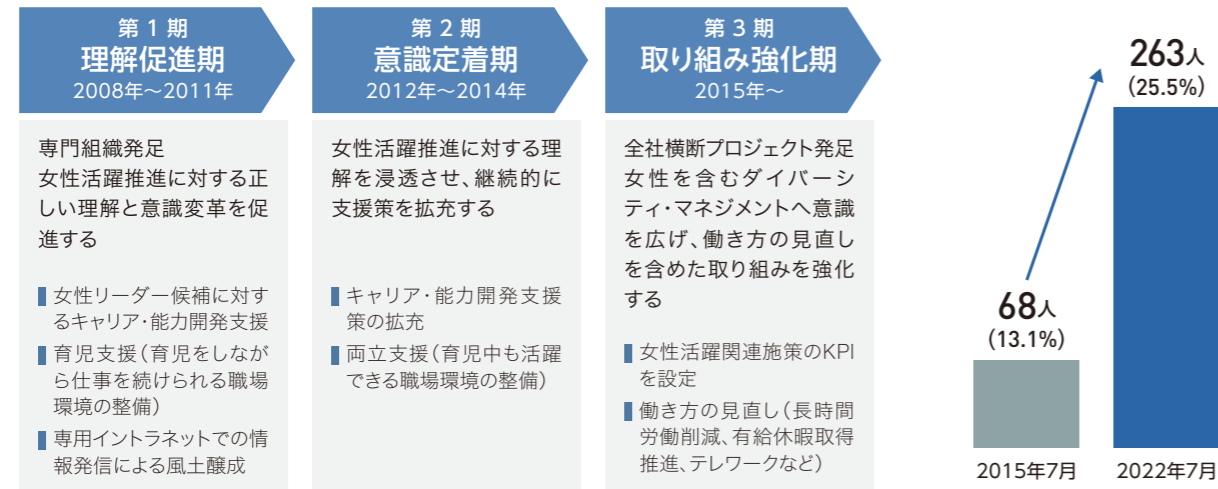 第 1 期
理解促進期
2008年～2011年
専門組織発足
女性活躍推進に対する正
しい理解と意識変革を促
進する
女性リーダー候補に対す
るキャリア・能力開発支援
育児支援(育児をしなが
ら仕事を続けられる職場
環境の整備)
専用イントラネットでの情
報発信による風土醸成
第 2 期
意識定着期
2012年～2014年
女性活躍推進に対する理
解を浸透させ、継続的に
支援策を拡充する
キャリア・能力開発支援
策の拡充
両立支援(育児中も活躍
できる職場環境の整備)
第 3 期
取り組み強化期
2015年～
全社横断プロジェクト発足
女性を含むダイバーシ
ティ・マネジメントへ意識
を広げ、働き方の見直し
を含めた取り組みを強化
する
女性活躍関連施策のKPI
を設定
働き方の見直し(長時間
労働削減、有給休暇取得
推進、テレワークなど)
68人
(13.1%)
2015年7月
263人
(25.5%)
2022年7月